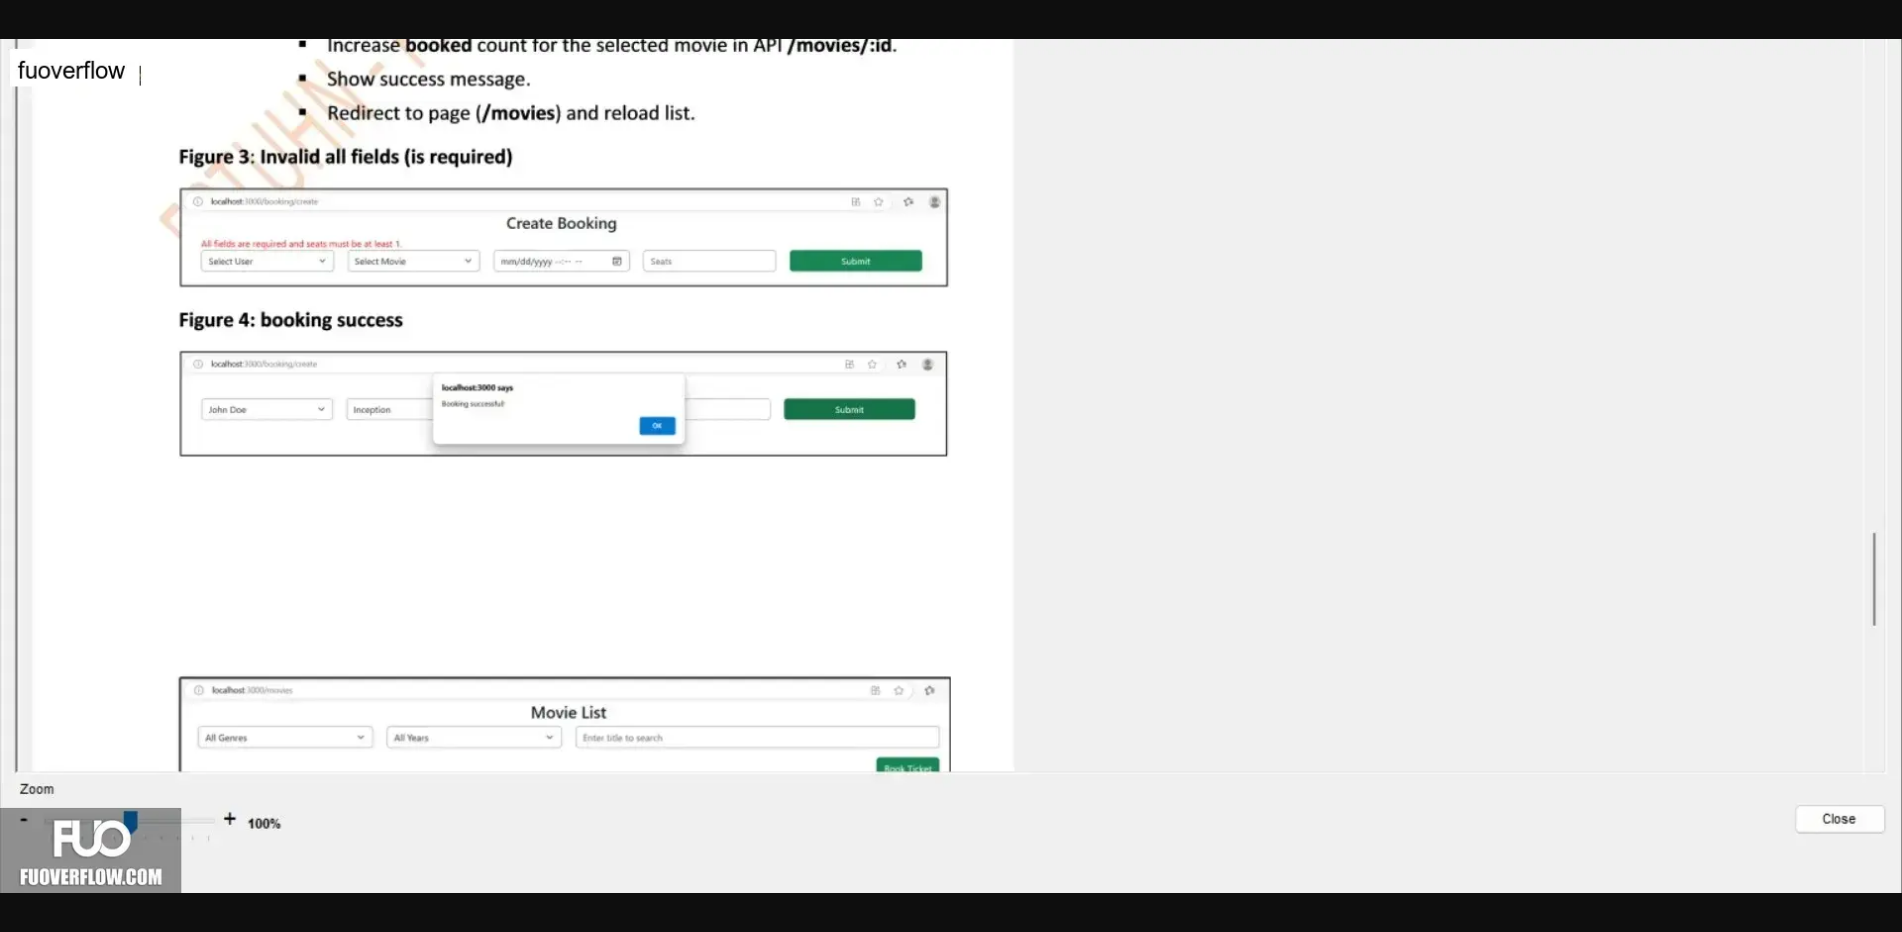 Increase booked count for the selected movie in API /movies/:id.
fuoverflow
Show success message.
Redirect to page (/movies) and reload list.
Figure 3: Invalid all fields (is required)
localhost:3000/booking/create
Create Booking
All fields are required and seats must be at least 1.
Select User Select Movie mm/dd/yyyy --:-- -- Seats Submit
Figure 4: booking success
localhost:3000/booking/create
localhost:3000 says
Booking successful!
John Doe Inception Submit
OK
localhost:3000/movies
Movie List
All Genres All Years Enter title to search
Book Ticket
Zoom
- + 100%
Close
FUO
FUOVERFLOW.COM